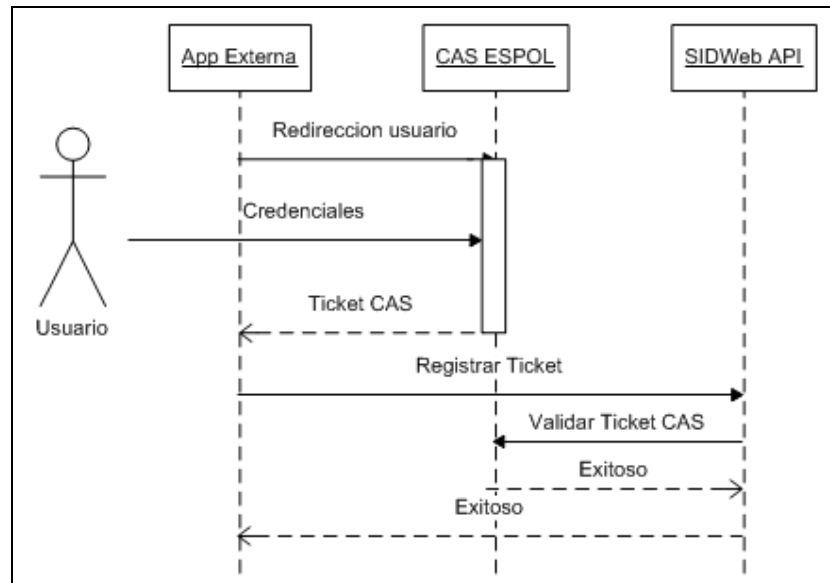 App Externa
CAS ESPOL
SIDWeb API
Redireccion usuario
Credenciales
Usuario
Ticket CAS
Registrar Ticket
Validar Ticket CAS
Exitoso
Exitoso